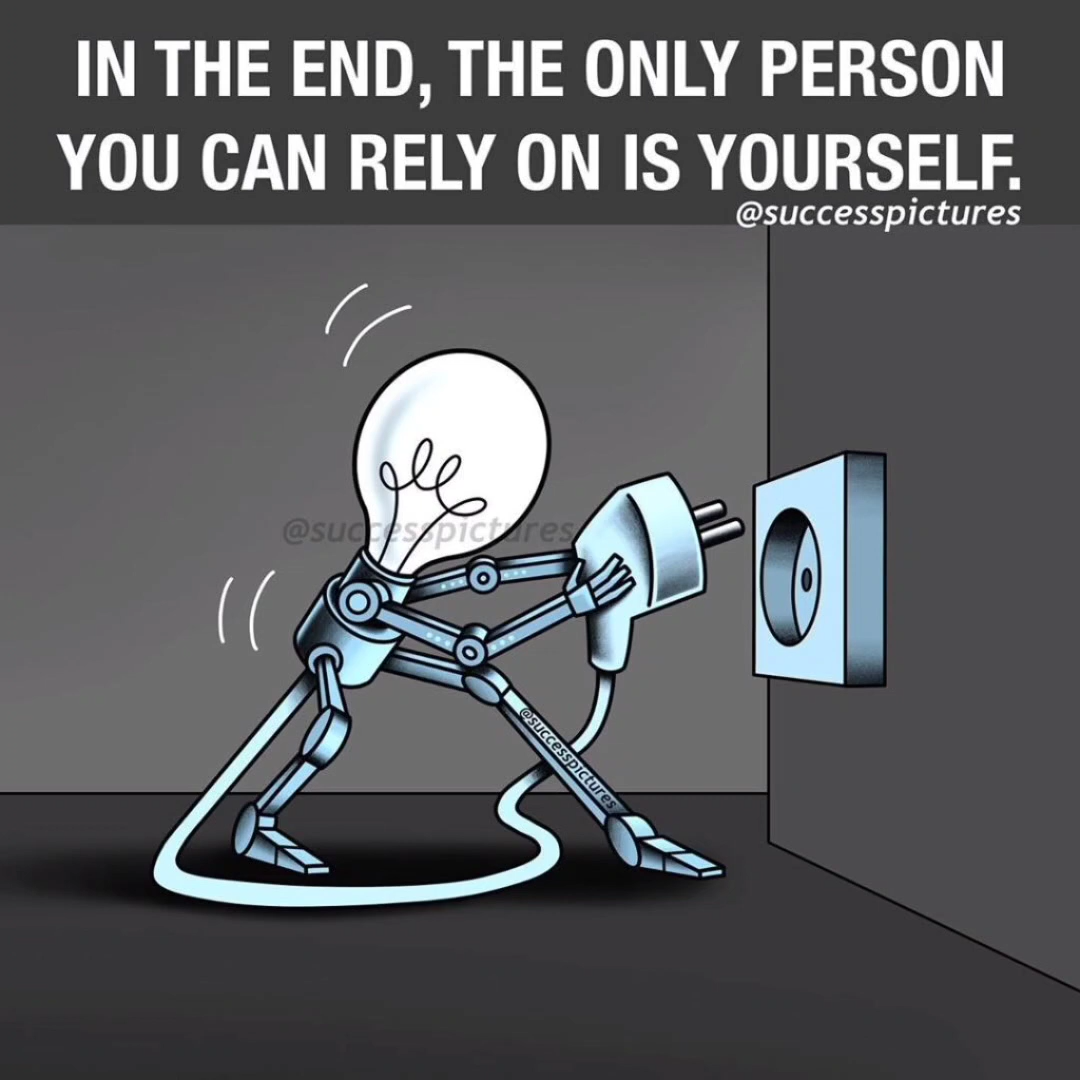 IN THE END, THE ONLY PERSON
YOU CAN RELY ON IS YOURSELF.
@successpictures
@successpictures
@successpictures